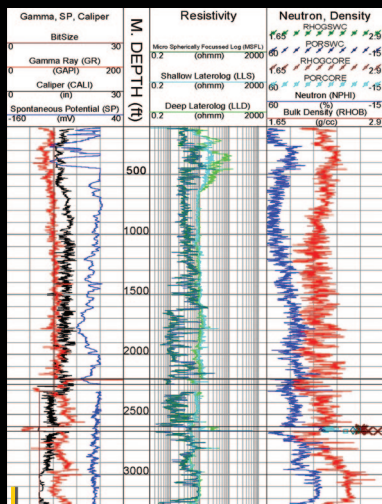 Gamma, SP, Caliper
BitSize
0 30
Gamma Ray (GR)
0 (GAPI) 200
Caliper (CALI)
0 (in) 30
Spontaneous Potential (SP)
-160 (mV) 40
M. DEPTH (ft)
500
1000
1500
2000
2500
3000
Resistivity
Micro Spherically Focussed Log (MSFL)
0.2 (ohmm) 2000
Shallow Laterolog (LLS)
0.2 (ohmm) 2000
Deep Laterolog (LLD)
0.2 (ohmm) 2000
Neutron, Density
RHOGSWC
1.65 2.9
PORSWC
60 -15
RHOGCORE
1.65 2.9
PORCORE
60 -15
Neutron (NPHI)
60 (%) -15
Bulk Density (RHOB)
1.65 (g/cc) 2.9